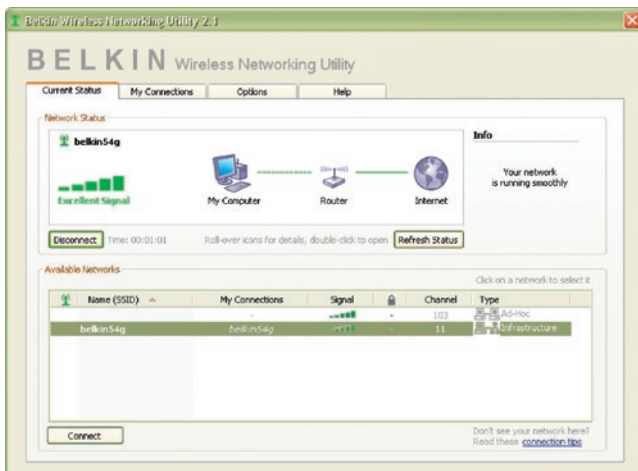 Belkin Wireless Networking Utility 2.1
BELKIN Wireless Networking Utility
Current Status My Connections Options Help
Network Status
belkin54g
Excellent Signal
My Computer Router Internet
Info
Your network
is running smoothly
Disconnect Time: 00:01:01 Roll-over icons for details, double-click to open Refresh Status
Available Networks
Click on a network to select it
Name (SSID) My Connections Signal Channel Type
- - 103 Ad-Hoc
belkin54g belkin54g - 11 Infrastructure
Connect
Don't see your network here?
Read these connection tips